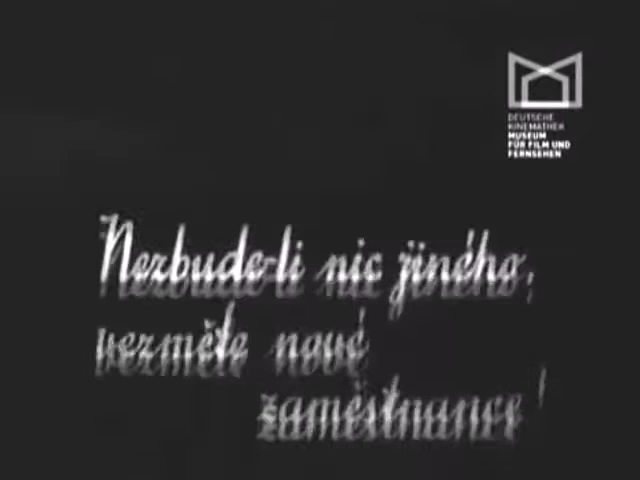 DEUTSCHE
KINEMATHEK
MUSEUM
FÜR FILM UND
FERNSEHEN
Nezbude-li nic jiného,
vezměte nové
zaměstnance!